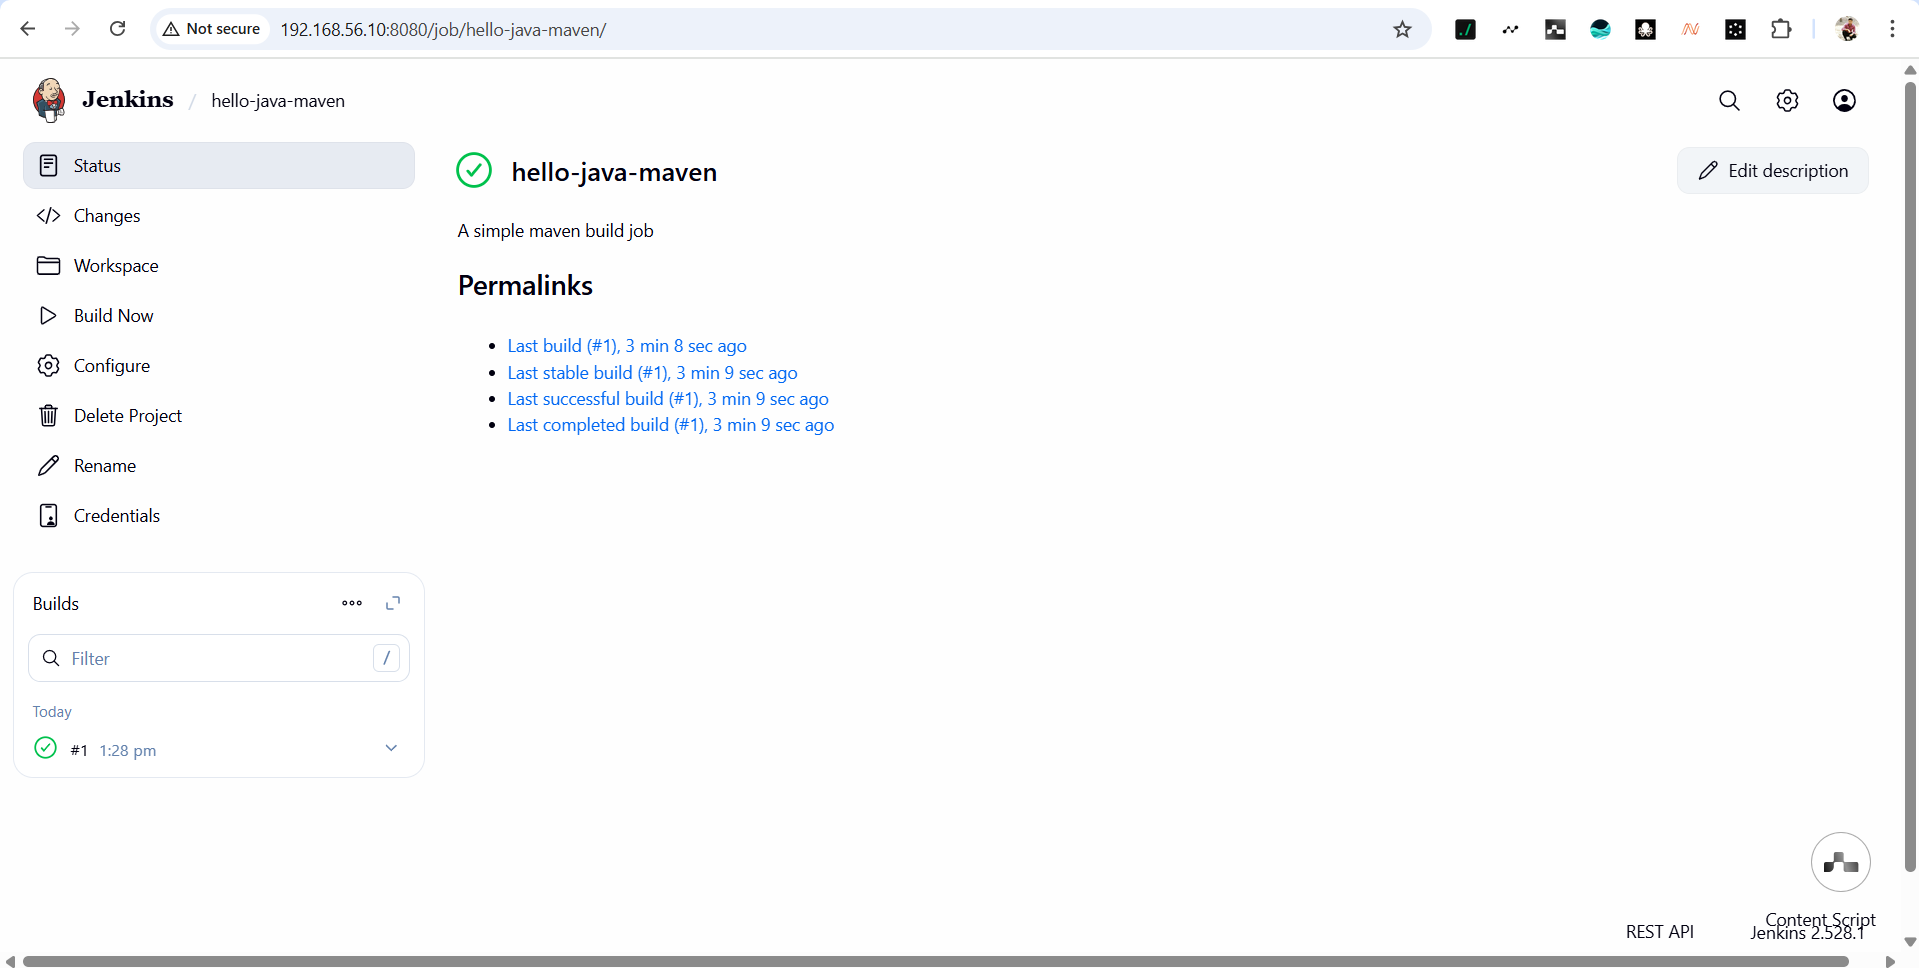 Not secure 192.168.56.10:8080/job/hello-java-maven/
Jenkins / hello-java-maven
Status
Changes
Workspace
Build Now
Configure
Delete Project
Rename
Credentials
Builds
Filter /
Today
#1 1:28 pm
hello-java-maven
Edit description
A simple maven build job
Permalinks
Last build (#1), 3 min 8 sec ago
Last stable build (#1), 3 min 9 sec ago
Last successful build (#1), 3 min 9 sec ago
Last completed build (#1), 3 min 9 sec ago
Content Script
REST API
Jenkins 2.528.1